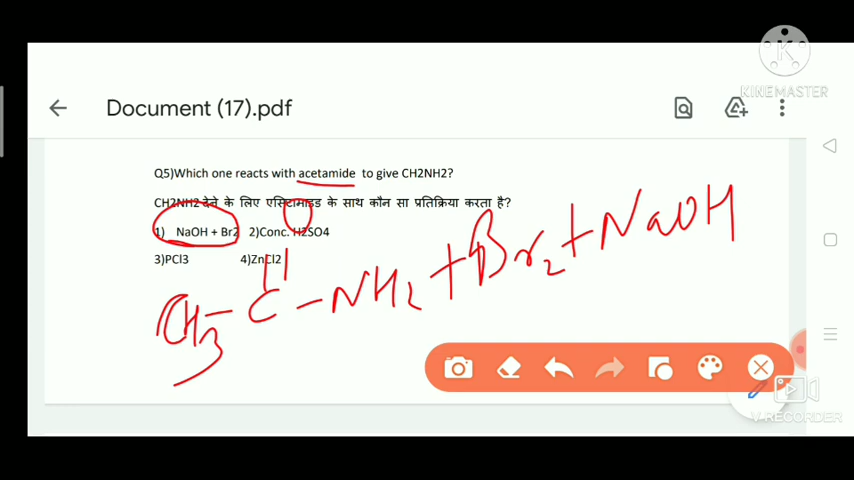 KINEMASTER
Document (17).pdf
Q5)Which one reacts with acetamide to give CH2NH2?
CH2NH2 देने के लिए एसिटामाइड के साथ कौन सा प्रतिक्रिया करता है?
1) NaOH + Br2 2)Conc. H2SO4
3)PCl3 4)ZnCl2
O
CH3-C-NH2+Br2+NaOH
V-RECORDER